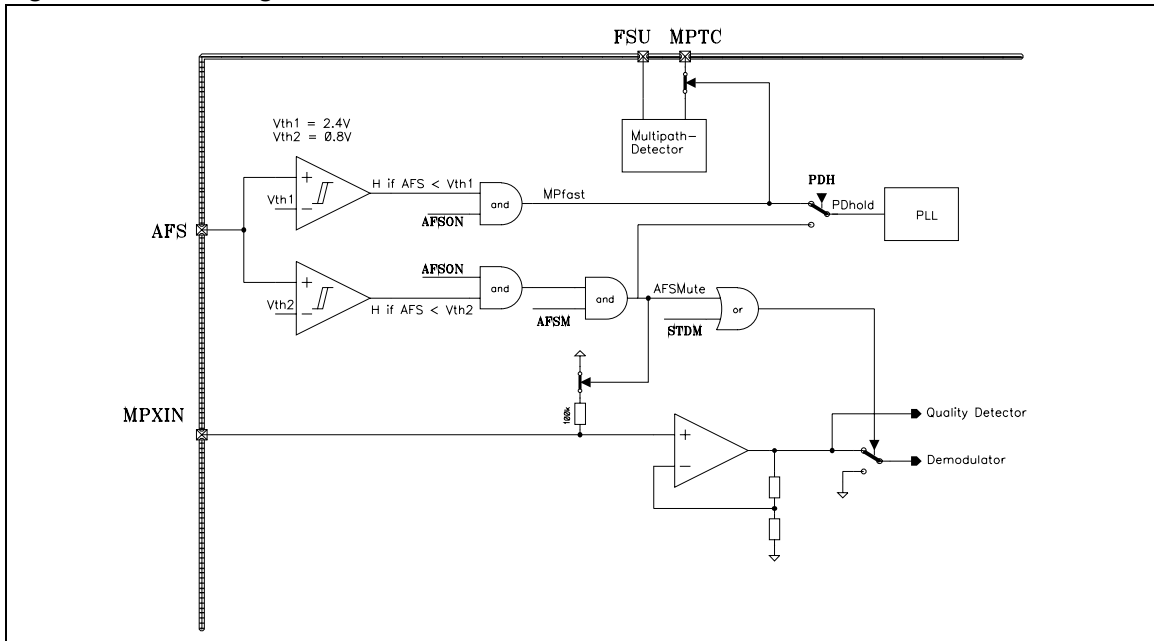 FSU MPTC
Vth1 = 2.4V
Vth2 = 0.8V
Multipath-
Detector
H if AFS < Vth1
MPfast
PDH
PDhold
PLL
Vth1
and
AFSON
AFS
AFSON
and
and
AFSMute
Vth2
H if AFS < Vth2
AFSM
or
STDM
MPXIN
100k
Quality Detector
Demodulator